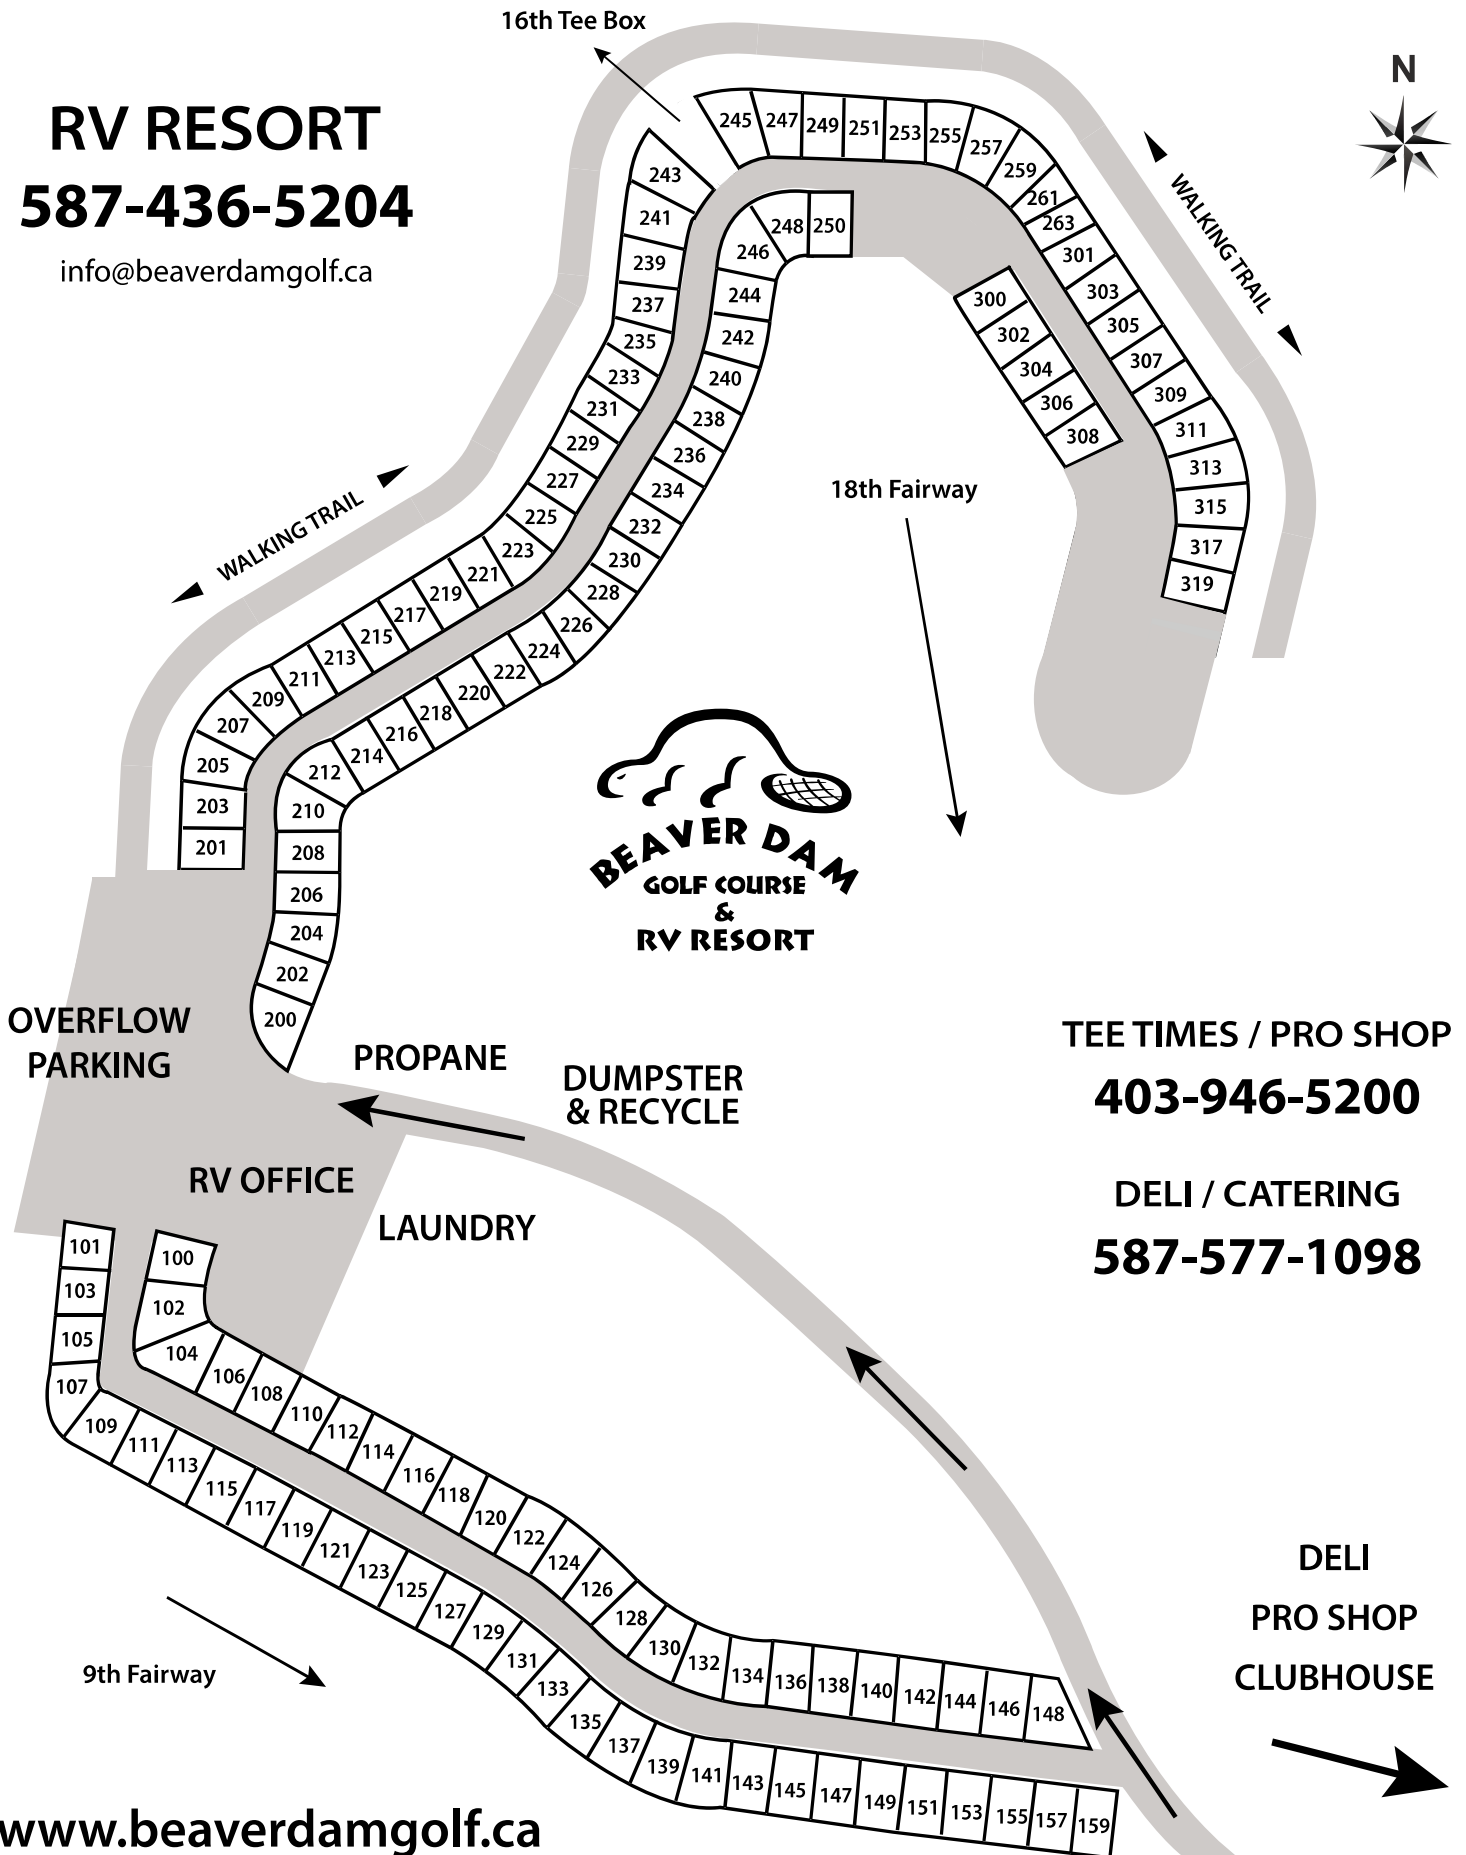 16th Tee Box
N
RV RESORT
587-436-5204
info@beaverdamgolf.ca
WALKING TRAIL
WALKING TRAIL
18th Fairway
245 247 249 251 253 255 257 259 261 263
301 303 305 307 309 311 313 315 317 319
300 302 304 306 308
243 241 239 237 235 233 231 229 227 225 223 221 219 217 215 213 211 209 207 205 203 201
250 248 246 244 242 240 238 236 234 232 230 228 226 224 222 220 218 216 214 212 210 208 206 204 202 200
BEAVER DAM
GOLF COURSE
&
RV RESORT
OVERFLOW
PARKING
PROPANE
DUMPSTER
& RECYCLE
RV OFFICE
LAUNDRY
TEE TIMES / PRO SHOP
403-946-5200
DELI / CATERING
587-577-1098
101 103 105 107 109 111 113 115 117 119 121 123 125 127 129 131 133 135 137 139 141 143 145 147 149 151 153 155 157 159
100 102 104 106 108 110 112 114 116 118 120 122 124 126 128 130 132 134 136 138 140 142 144 146 148
9th Fairway
DELI
PRO SHOP
CLUBHOUSE
www.beaverdamgolf.ca